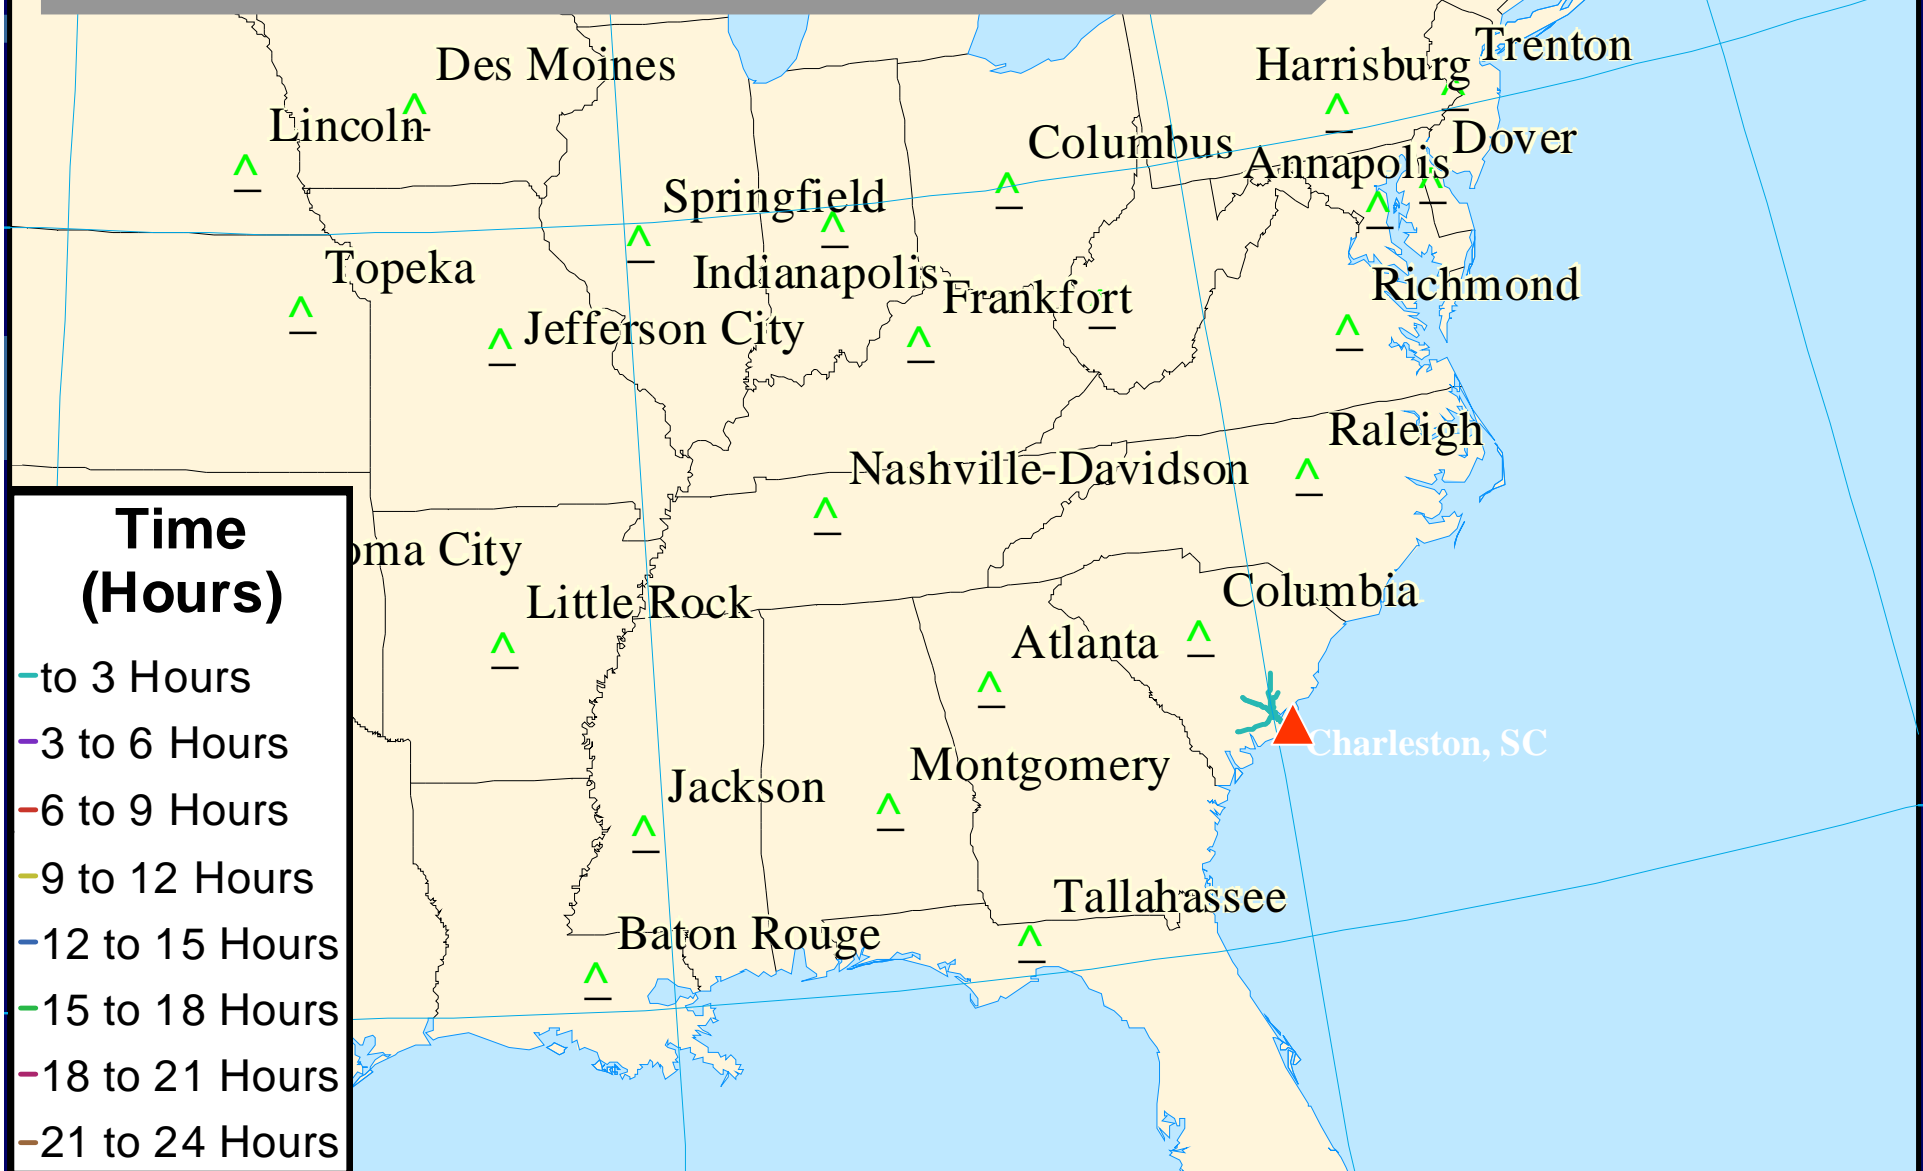 Trenton
Des Moines
Harrisburg
Lincoln
Columbus
Dover
Annapolis
Springfield
Topeka
Indianapolis
Richmond
Frankfort
Jefferson City
Raleigh
Nashville-Davidson
Time
(Hours)
oma City
Little Rock
Columbia
Atlanta
to 3 Hours
3 to 6 Hours
Charleston, SC
Montgomery
Jackson
6 to 9 Hours
9 to 12 Hours
Tallahassee
Baton Rouge
12 to 15 Hours
15 to 18 Hours
18 to 21 Hours
21 to 24 Hours